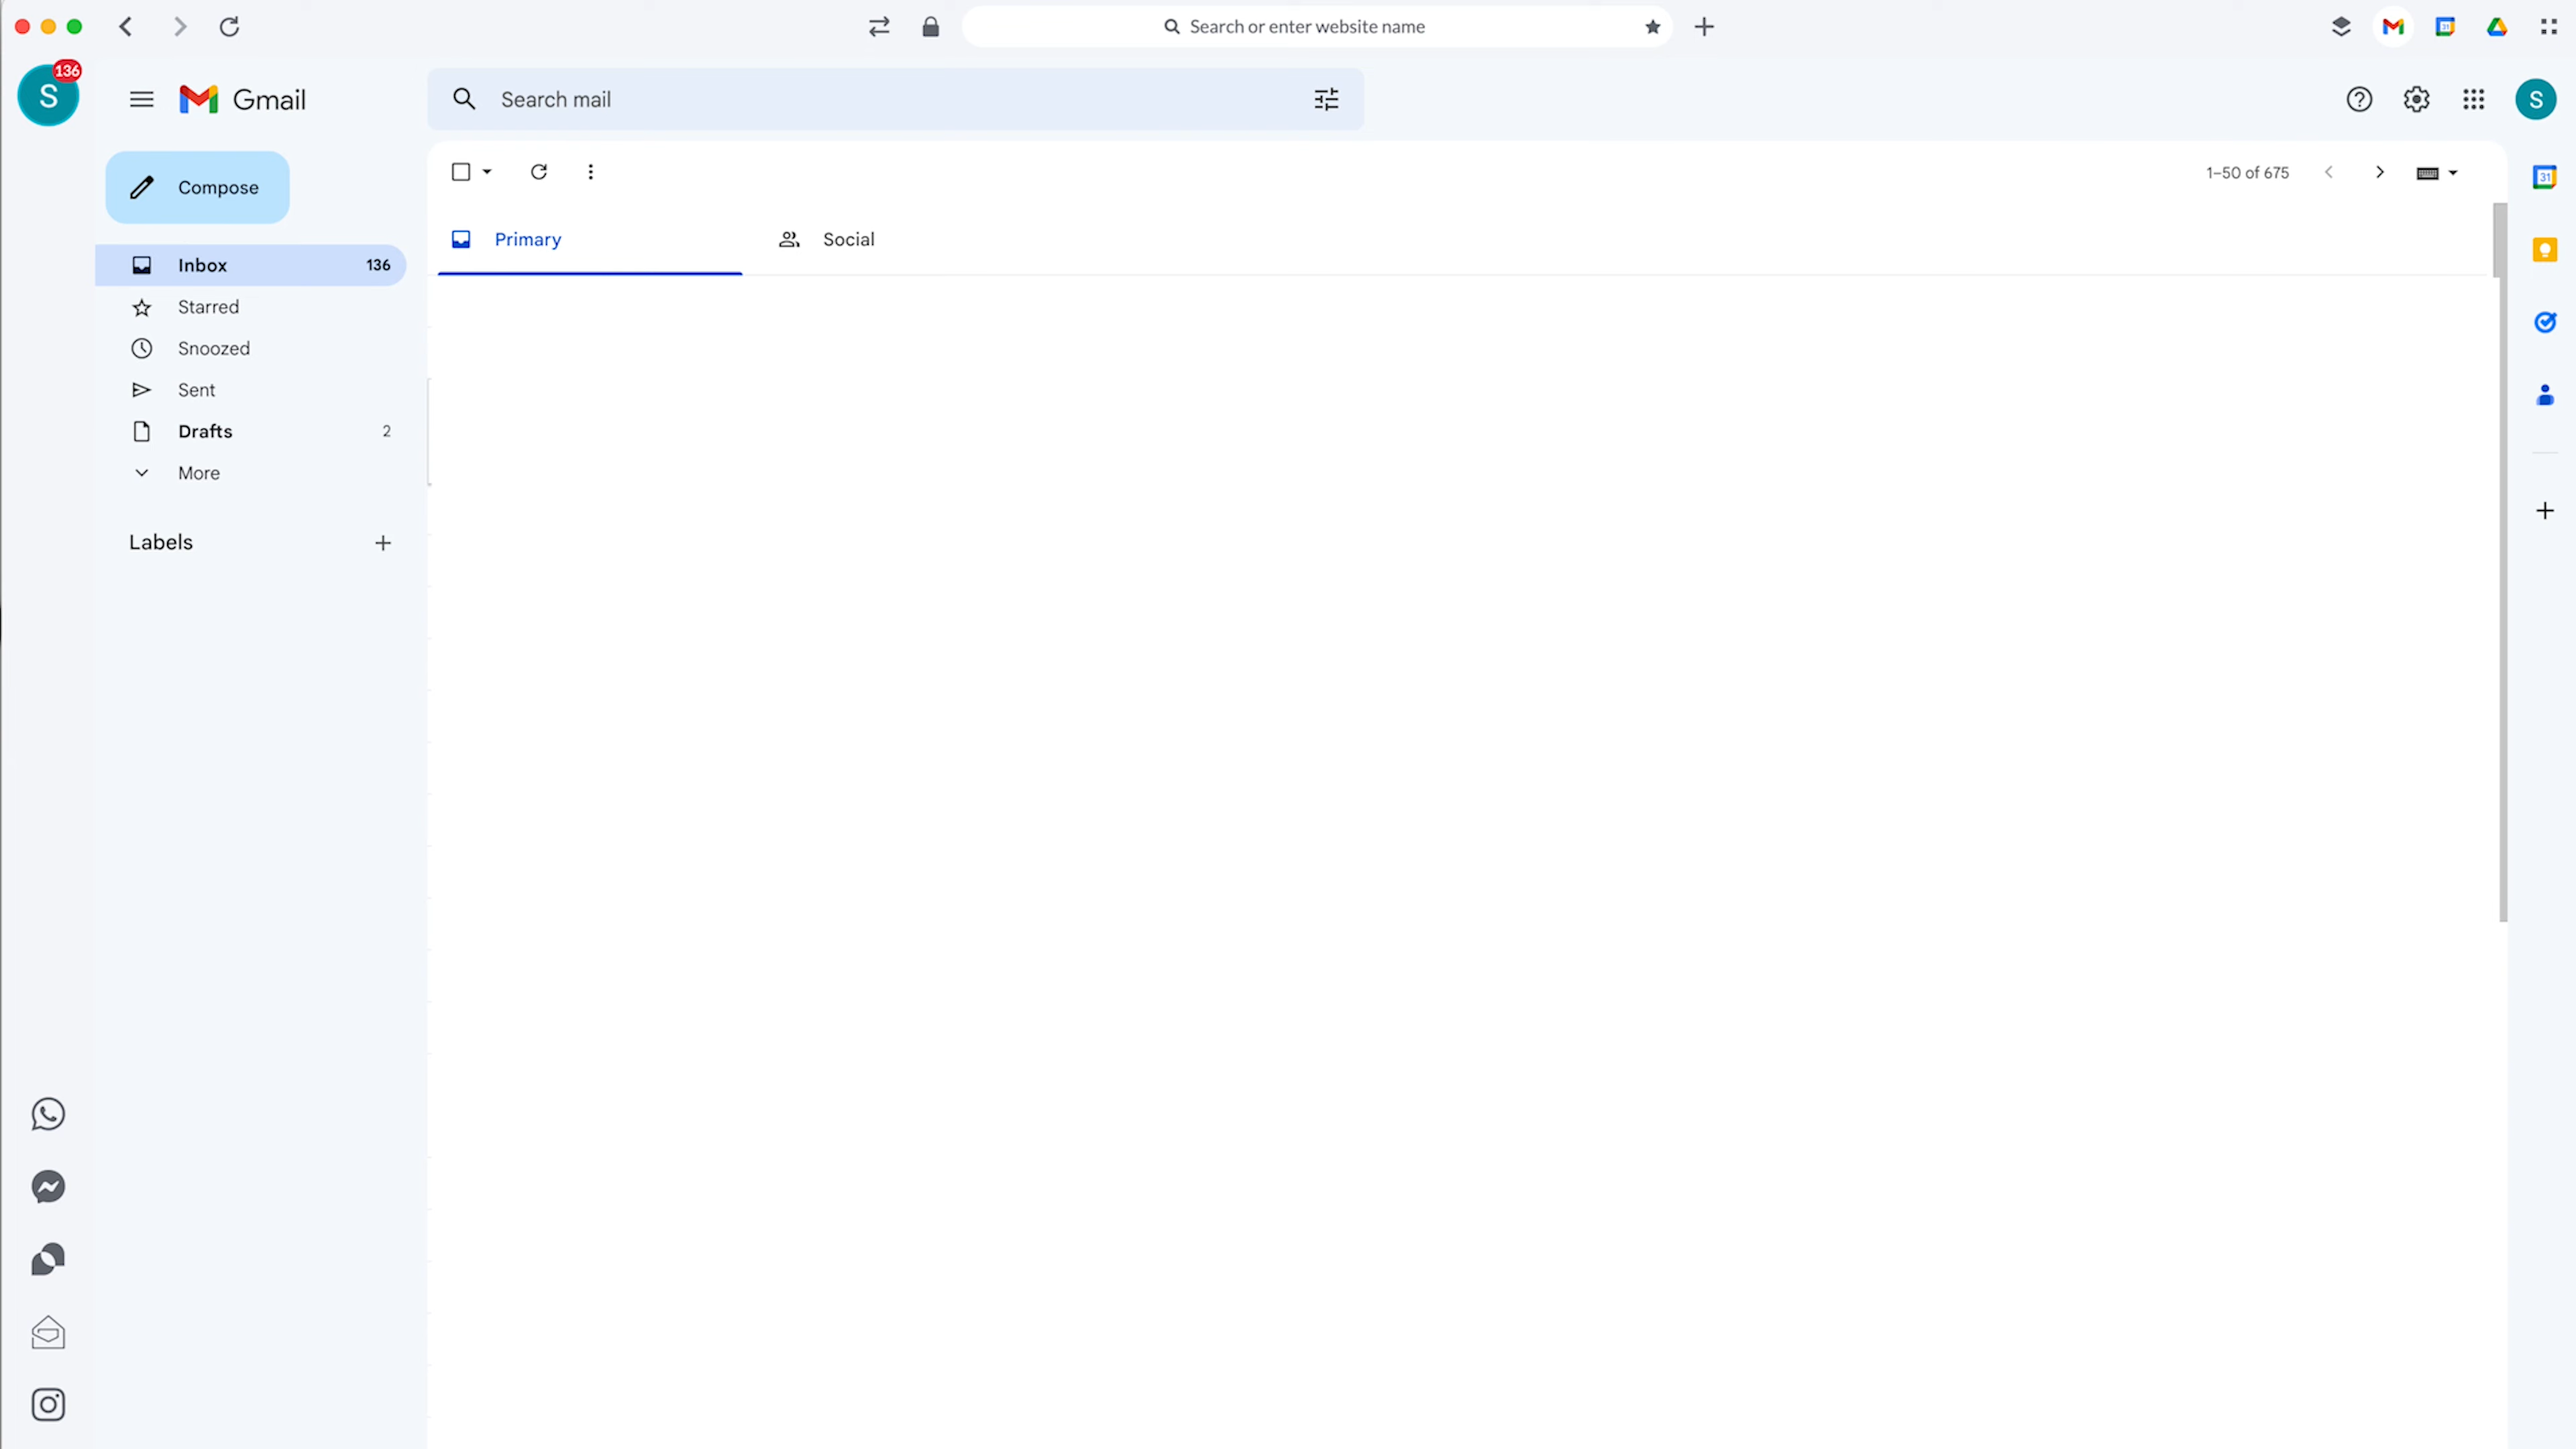 Search or enter website name
136
S
Gmail
Search mail
S
Compose
1–50 of 675
31
Primary
Social
Inbox 136
Starred
Snoozed
Sent
Drafts 2
More
Labels